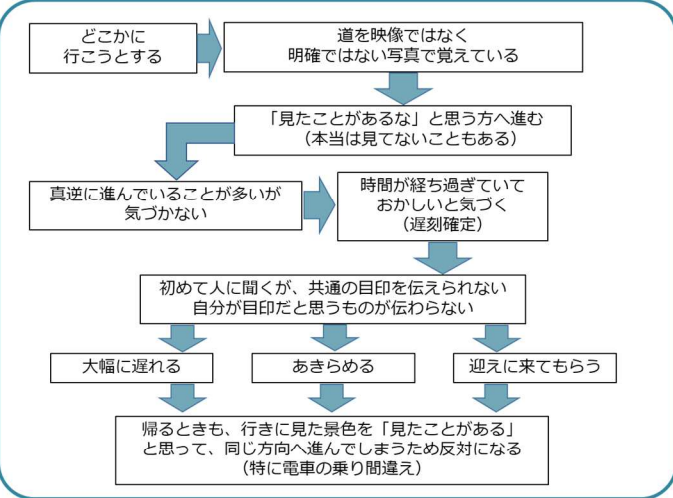 どこかに
行こうとする
道を映像ではなく
明確ではない写真で覚えている
「見たことがあるな」と思う方へ進む
（本当は見てないこともある）
真逆に進んでいることが多いが
気づかない
時間が経ち過ぎていて
おかしいと気づく
（遅刻確定）
初めて人に聞くが、共通の目印を伝えられない
自分が目印だと思うものが伝わらない
大幅に遅れる
あきらめる
迎えに来てもらう
帰るときも、行きに見た景色を「見たことがある」
と思って、同じ方向へ進んでしまうため反対になる
（特に電車の乗り間違え）